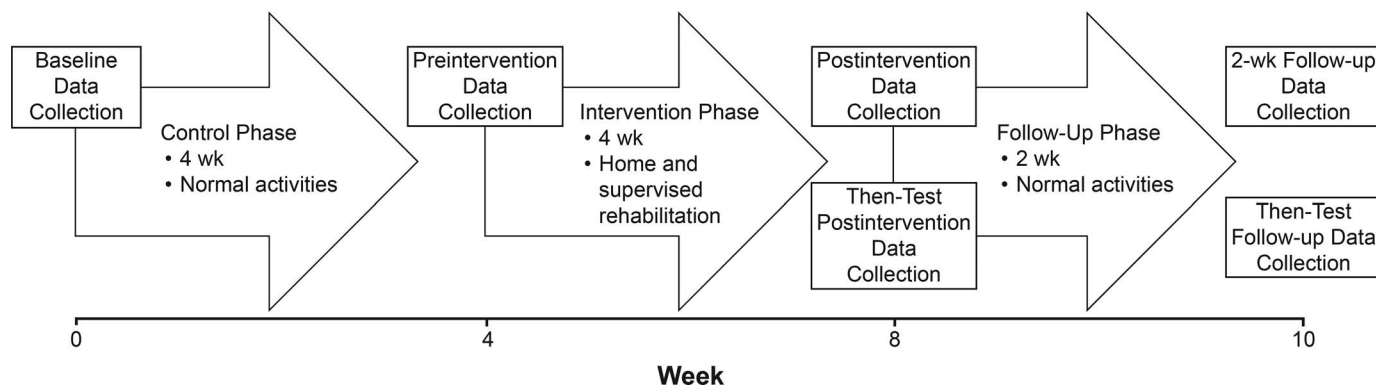 Baseline
Data
Collection
Control Phase
• 4 wk
• Normal activities
Preintervention
Data
Collection
Intervention Phase
• 4 wk
• Home and
supervised
rehabilitation
Postintervention
Data
Collection
Then-Test
Postintervention
Data
Collection
Follow-Up Phase
• 2 wk
• Normal activities
2-wk Follow-up
Data
Collection
Then-Test
Follow-up Data
Collection
0
4
8
10
Week